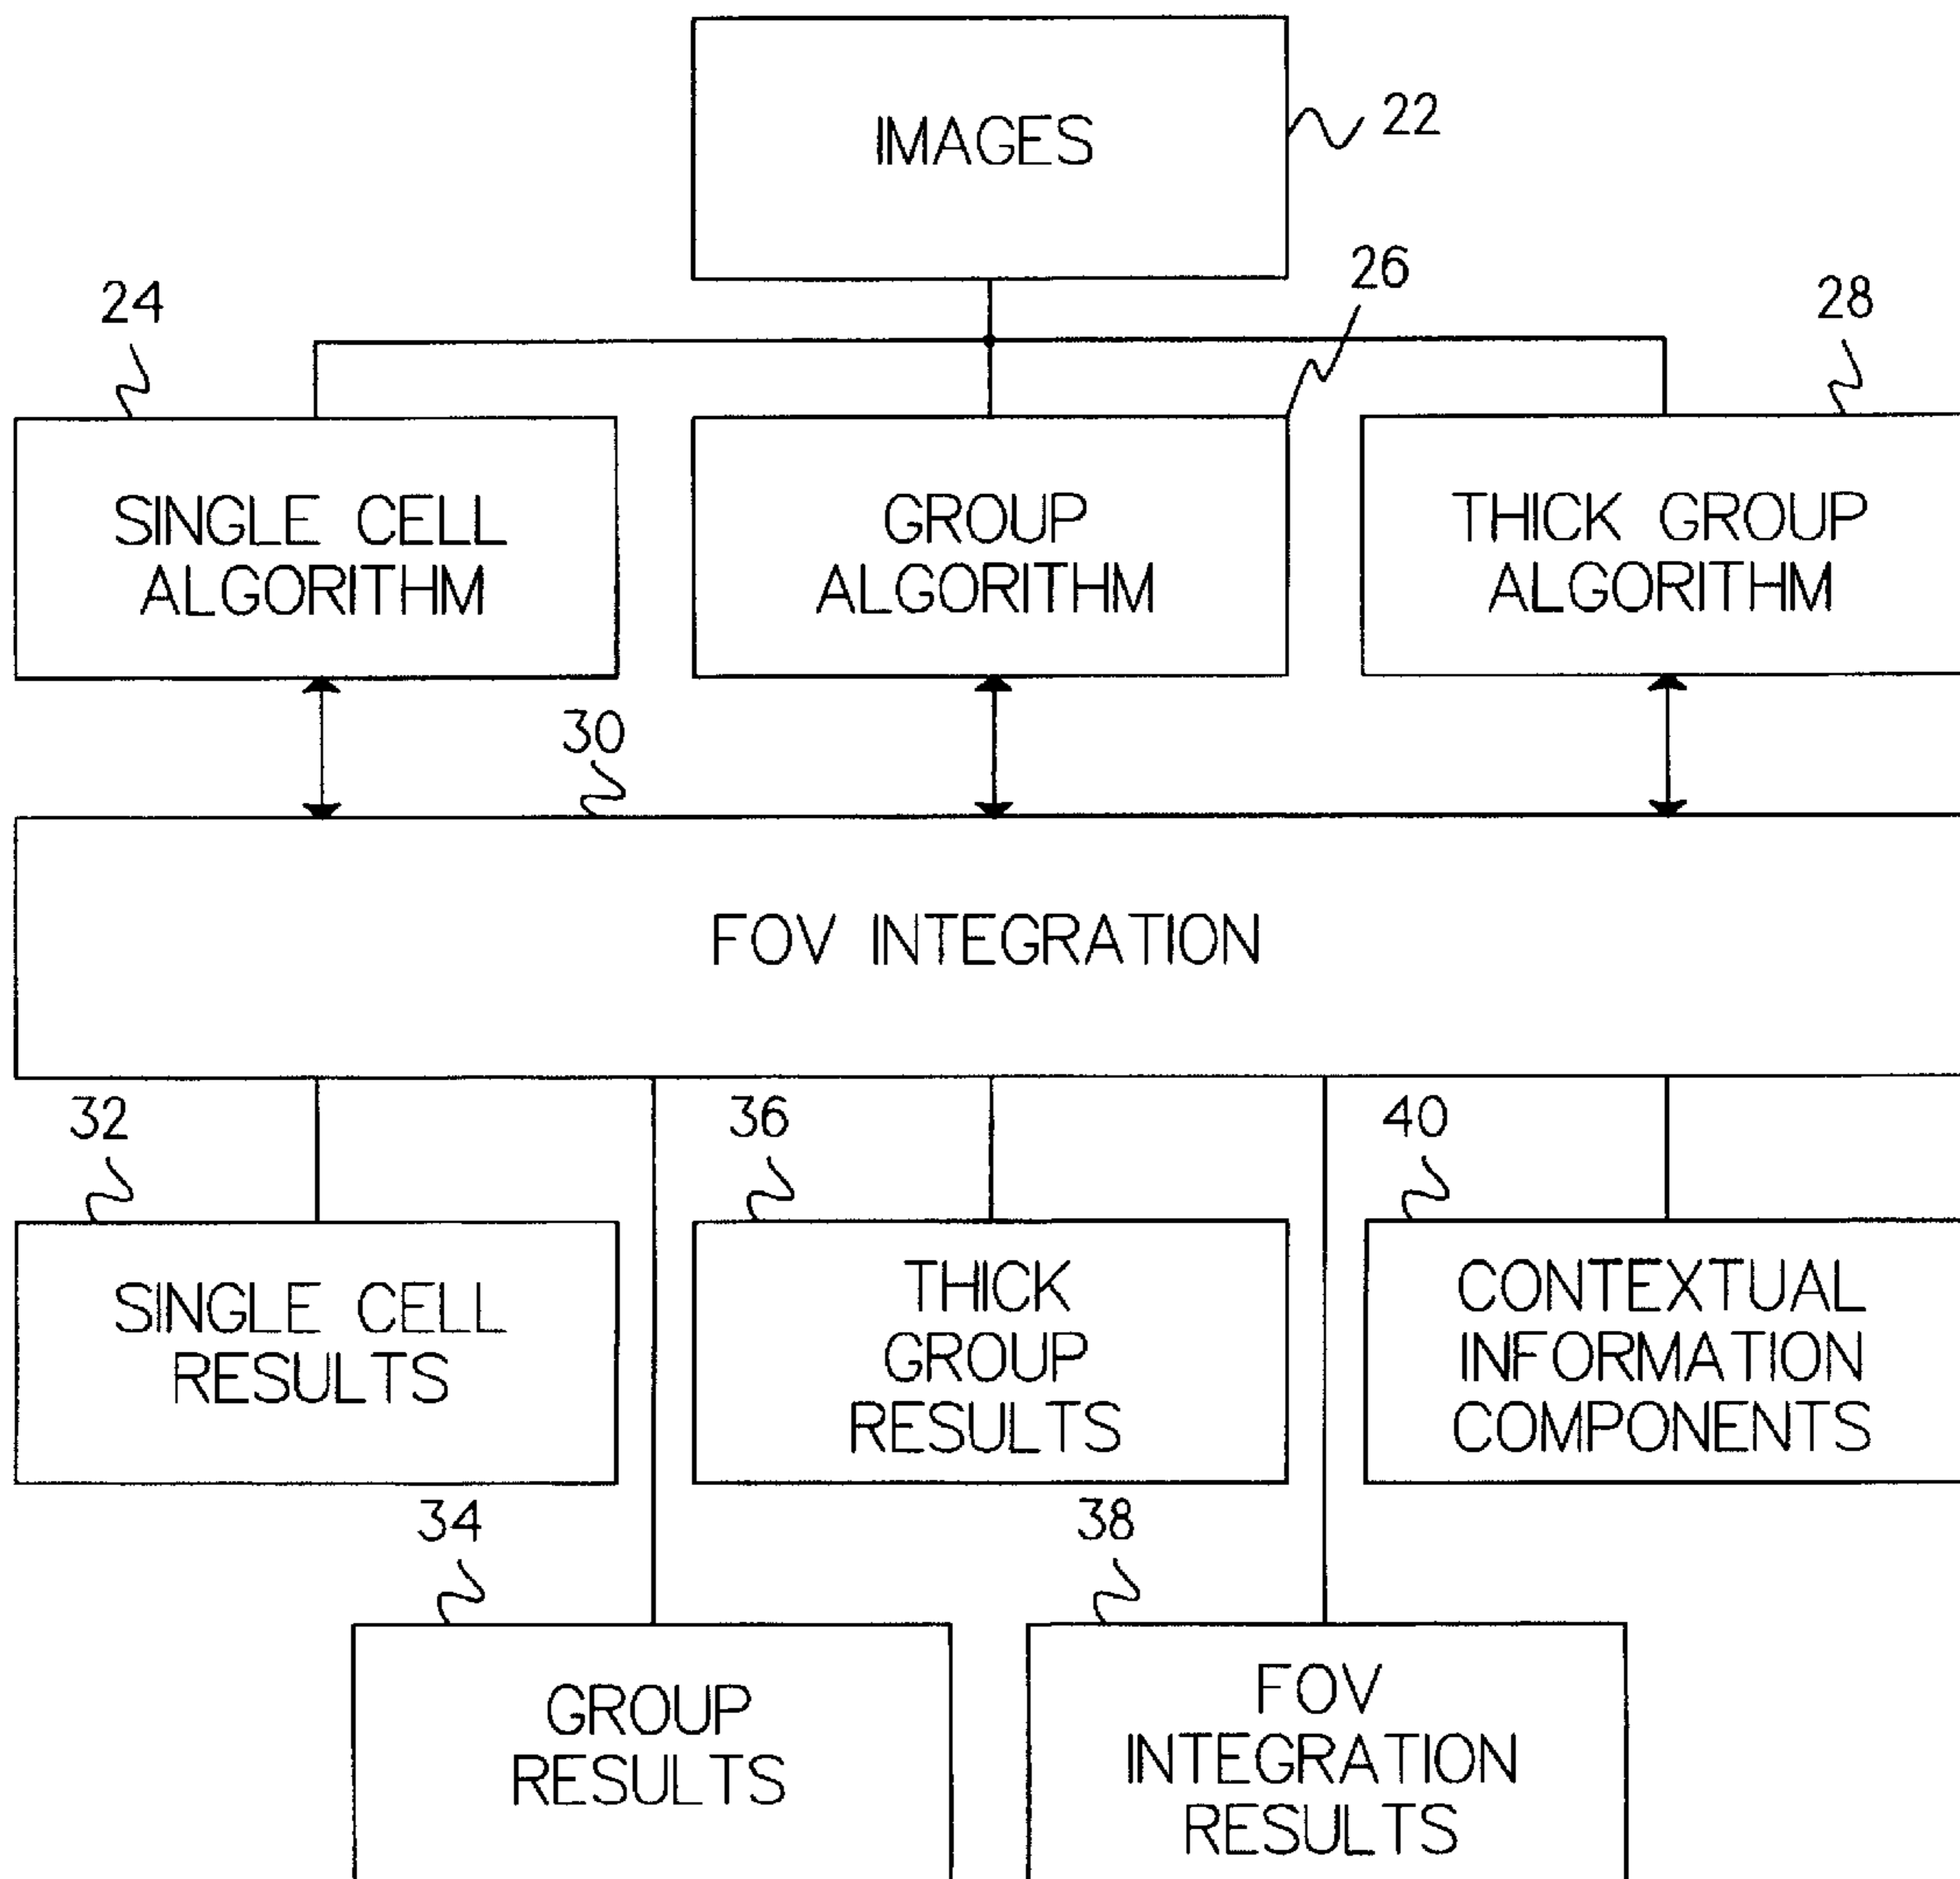 IMAGES
22
24
26
28
SINGLE CELL
ALGORITHM
GROUP
ALGORITHM
THICK GROUP
ALGORITHM
30
FOV INTEGRATION
32
36
40
SINGLE CELL
RESULTS
THICK
GROUP
RESULTS
CONTEXTUAL
INFORMATION
COMPONENTS
34
38
GROUP
RESULTS
FOV
INTEGRATION
RESULTS